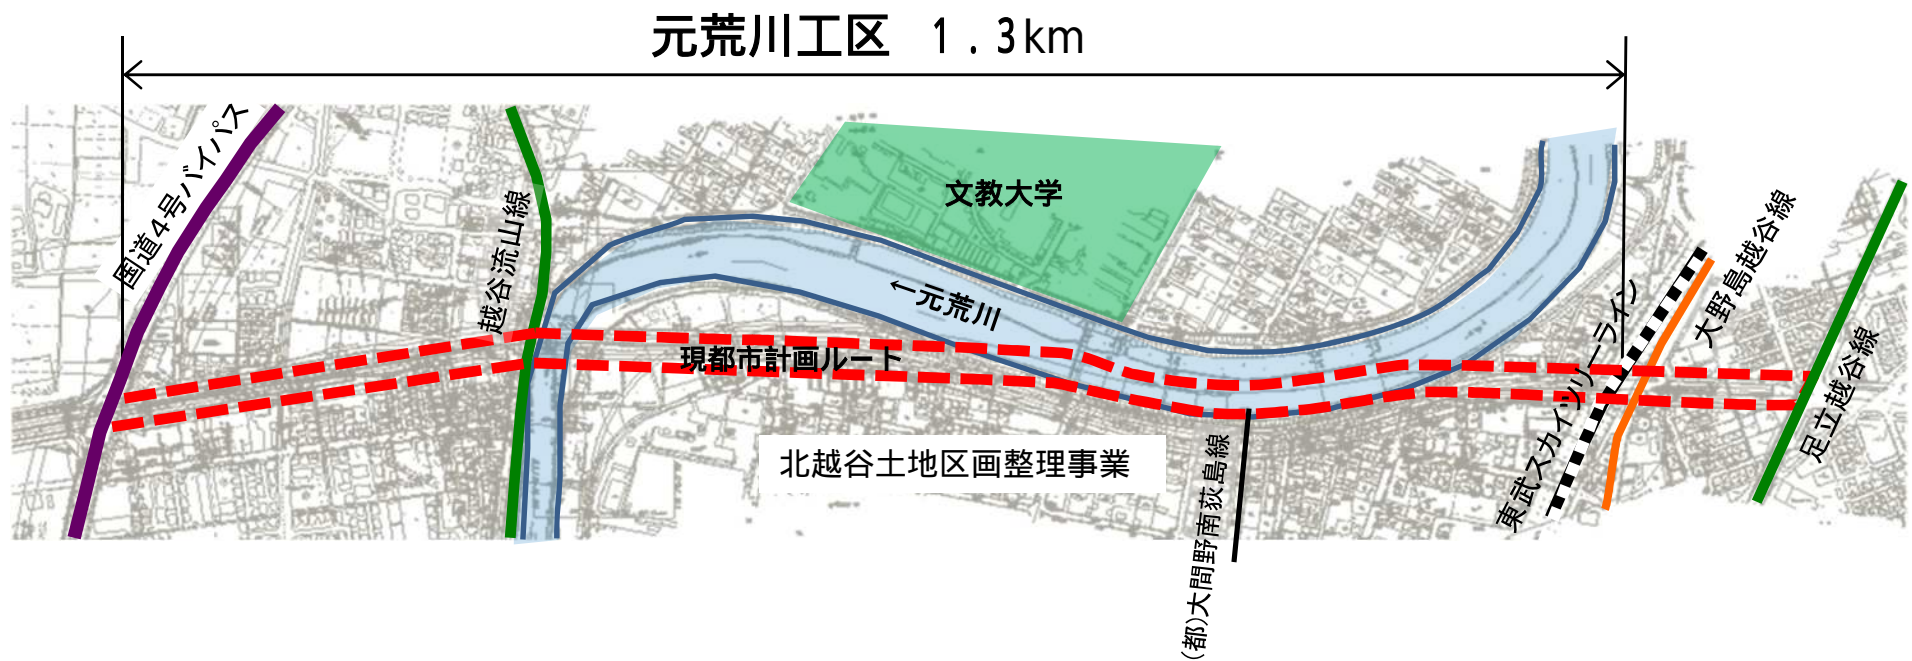 元荒川工区 1.3km
国道4号バイパス
越谷流山線
文教大学
←元荒川
現都市計画ルート
北越谷土地区画整理事業
(都)大間野南荻島線
東武スカイツリーライン
大野島越谷線
足立越谷線